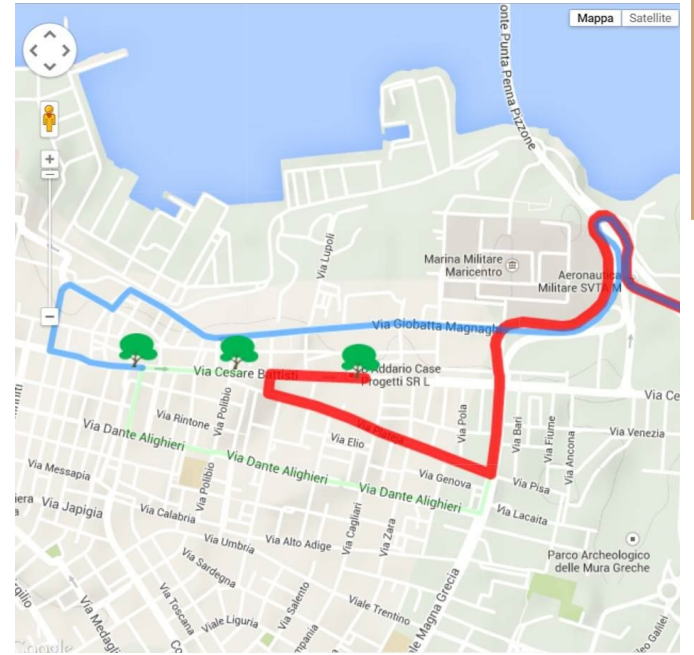 Mappa Satellite
Punta Penna Pizzone
Via Lupoli
Marina Militare
Maricentro
Aeronautica
Militare SVTA M
Via Giobatta Magnaghi
Via Cesare Battisti
Addario Case
Progetti SR L
Via Ce
Via Rintone
Via Polibio
Via Pola
Via Bari
Via Fiume
Via Ancona
Via Venezia
Via Dante Alighieri
Via Elio
Via Plateja
Via Messapia
Via Dante Alighieri
Via Polibio
Via Genova
Via Pisa
Via Dante Alighieri
Via Japigia
Via Calabria
Via Cagliari
Via Zara
Via Lacaita
Via Umbria
Via Alto Adige
Parco Archeologico
delle Mura Greche
Via Sardegna
Via Toscana
Via Salento
Viale Liguria
Viale Trentino
Magna Grecia
Via Medaglie
Galilei
Google